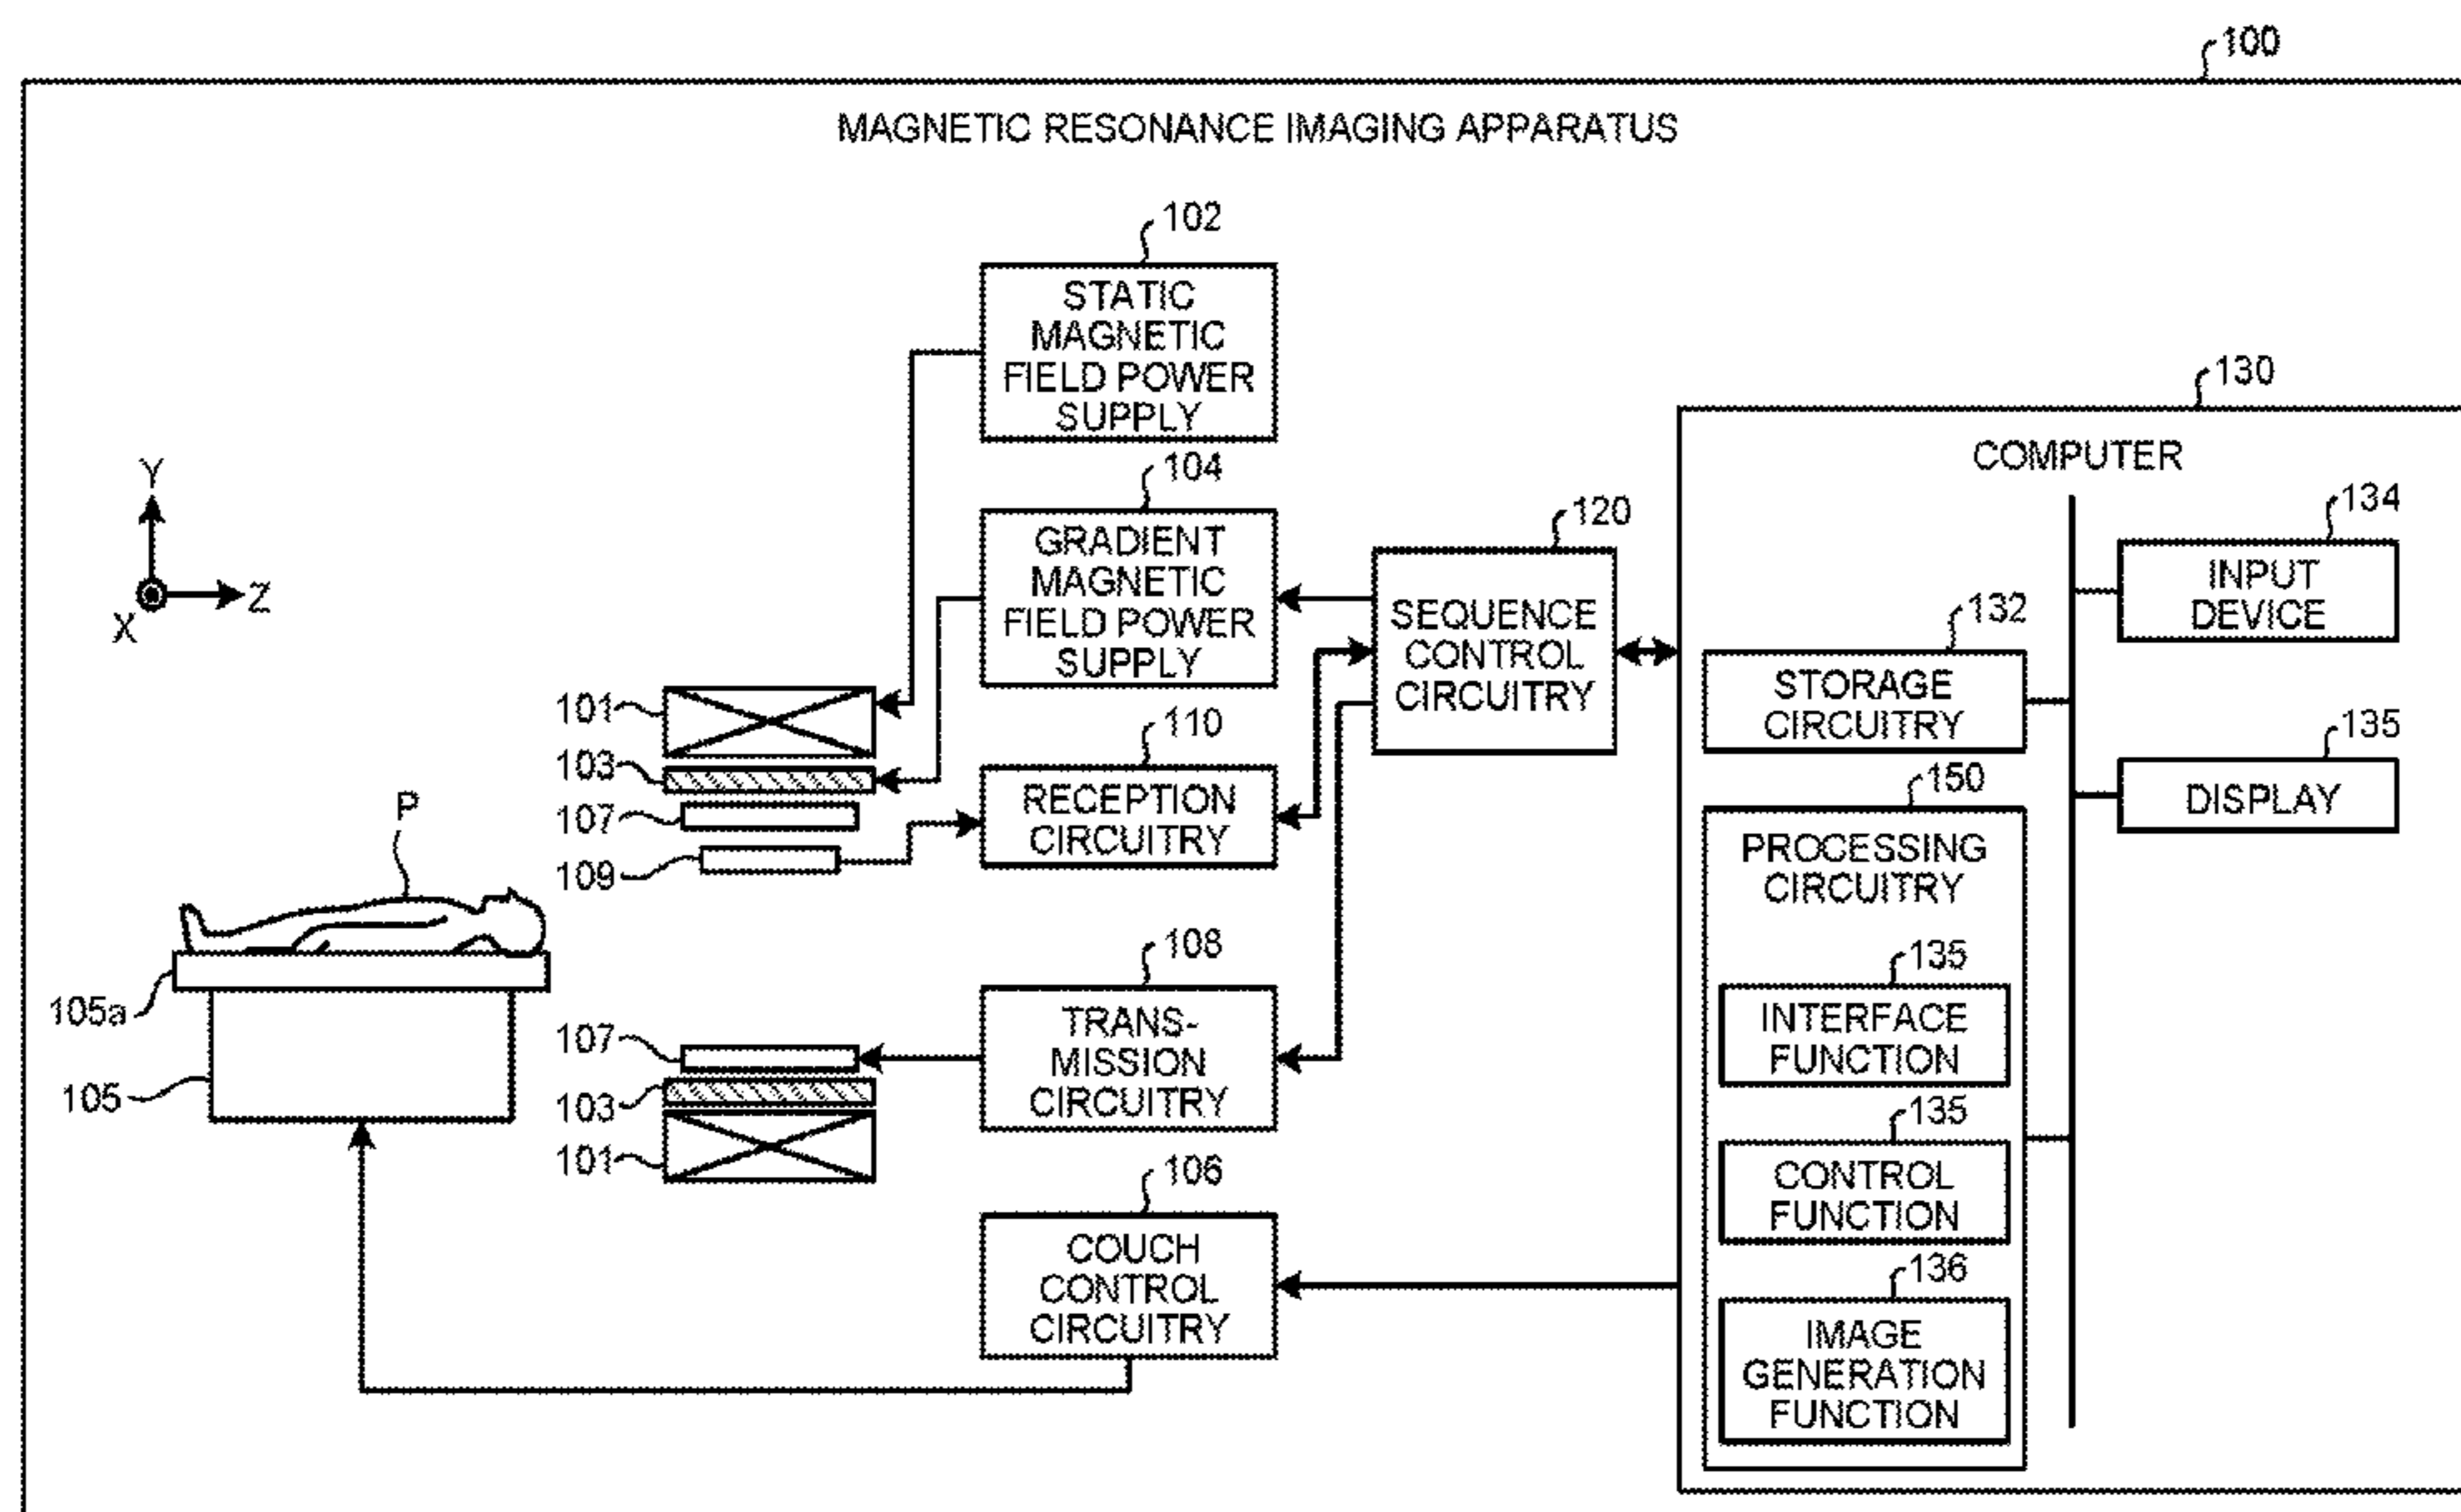 100
MAGNETIC RESONANCE IMAGING APPARATUS
102
STATIC
MAGNETIC
FIELD POWER
SUPPLY
130
COMPUTER
Y
X
Z
104
GRADIENT
MAGNETIC
FIELD POWER
SUPPLY
120
SEQUENCE
CONTROL
CIRCUITRY
134
INPUT
DEVICE
132
STORAGE
CIRCUITRY
135
DISPLAY
101
103
107
109
110
RECEPTION
CIRCUITRY
150
PROCESSING
CIRCUITRY
P
105a
105
108
TRANS-
MISSION
CIRCUITRY
107
103
101
135
INTERFACE
FUNCTION
135
CONTROL
FUNCTION
106
COUCH
CONTROL
CIRCUITRY
136
IMAGE
GENERATION
FUNCTION